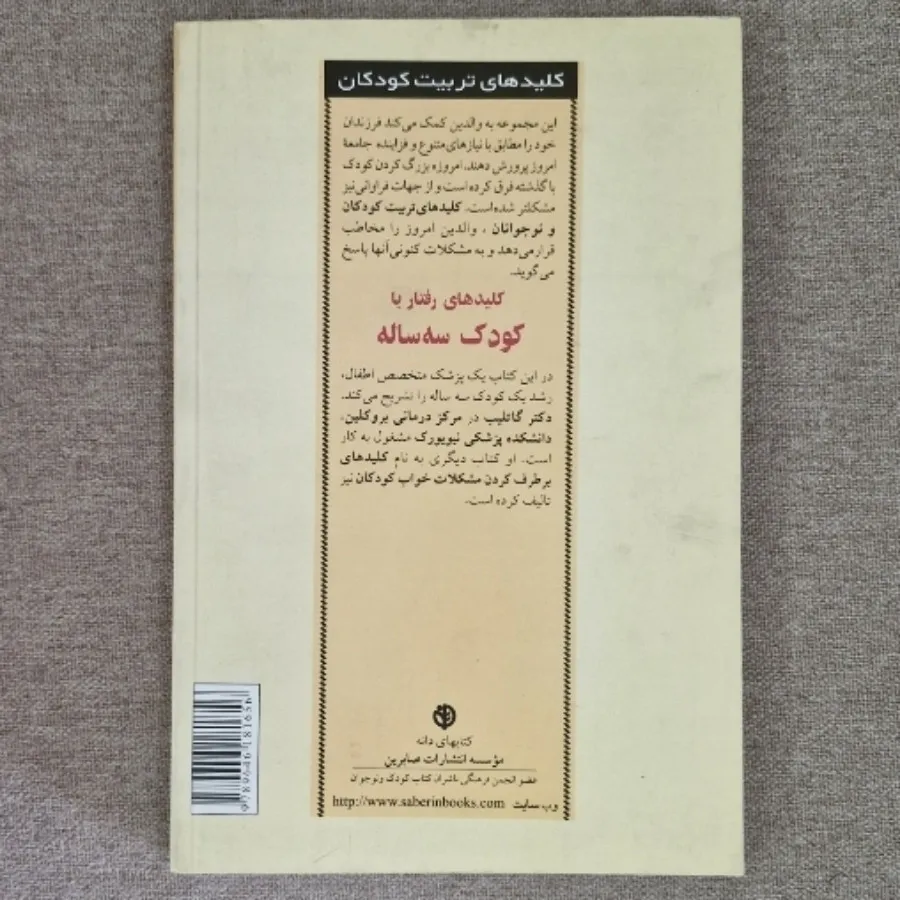 کلیدهای تربیت کودکان
این مجموعه به والدین کمک می‌کند فرزندان
خود را مطابق با نیازهای متنوع و فزاینده جامعهٔ
امروز پرورش دهند. امروزه بزرگ کردن کودک
با گذشته فرق کرده است و از جهات فراوانی نیز
مشکلتر شده است. کلیدهای تربیت کودکان
و نوجوانان ، والدین امروز را مخاطب
قرار می‌دهد و به مشکلات کنونی آنها پاسخ
می‌گوید.
کلیدهای رفتار با
کودک سه‌ساله
در این کتاب یک پزشک متخصص اطفال،
رشد یک کودک سه ساله را تشریح می‌کند.
دکتر گاتلیب در مرکز درمانی بروکلین،
دانشکده پزشکی نیویورک مشغول به کار
است. او کتاب دیگری به نام کلیدهای
برطرف کردن مشکلات خواب کودکان نیز
تالیف کرده است.
کتابهای دانه
مؤسسه انتشارات صابرین
عضو انجمن فرهنگی ناشران کتاب کودک و نوجوان
وب سایت http://www.saberinbooks.com
9789646181656